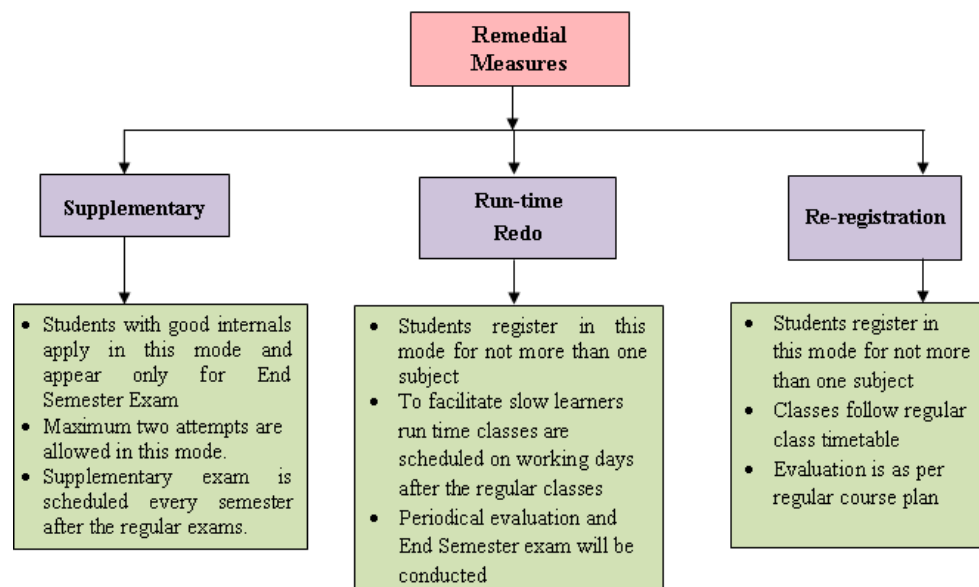 Remedial
Measures
Supplementary
Run-time
Redo
Re-registration
• Students with good internals
apply in this mode and
appear only for End
Semester Exam
• Maximum two attempts are
allowed in this mode.
• Supplementary exam is
scheduled every semester
after the regular exams.
• Students register in this
mode for not more than one
subject
• To facilitate slow learners
run time classes are
scheduled on working days
after the regular classes
• Periodical evaluation and
End Semester exam will be
conducted
• Students register in
this mode for not more
than one subject
• Classes follow regular
class timetable
• Evaluation is as per
regular course plan